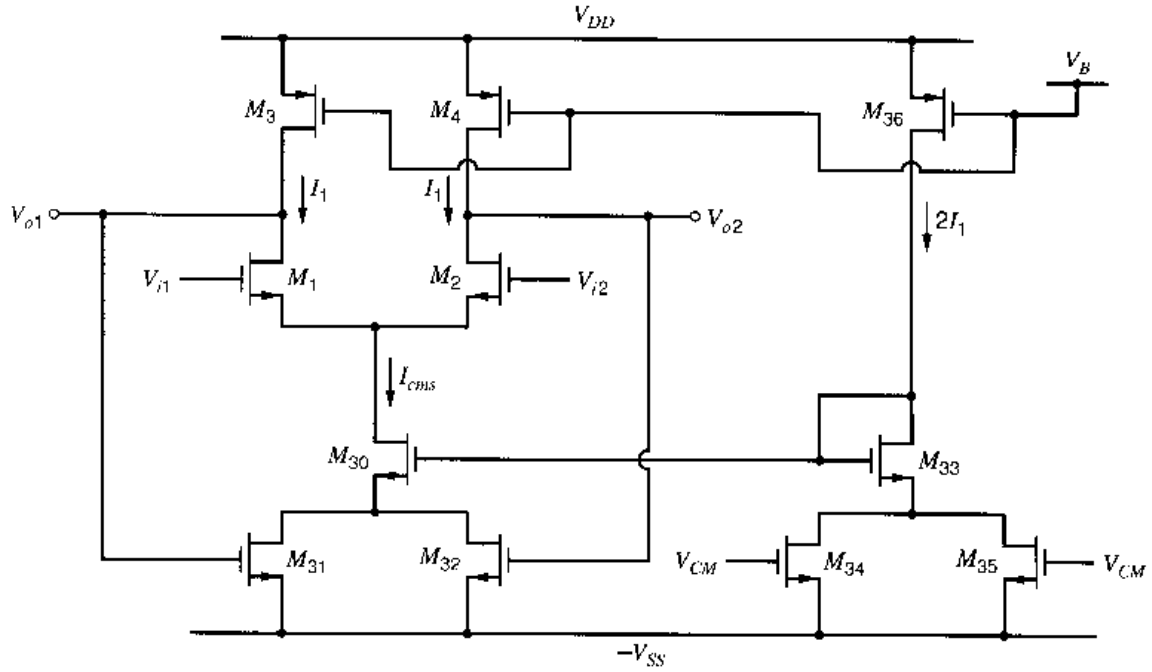 V_DD
V_B
M_3
M_4
M_36
I_1
I_1
V_o1
V_o2
2I_1
V_i1
M_1
M_2
V_i2
I_cms
M_30
M_33
M_31
M_32
V_CM
M_34
M_35
V_CM
-V_SS